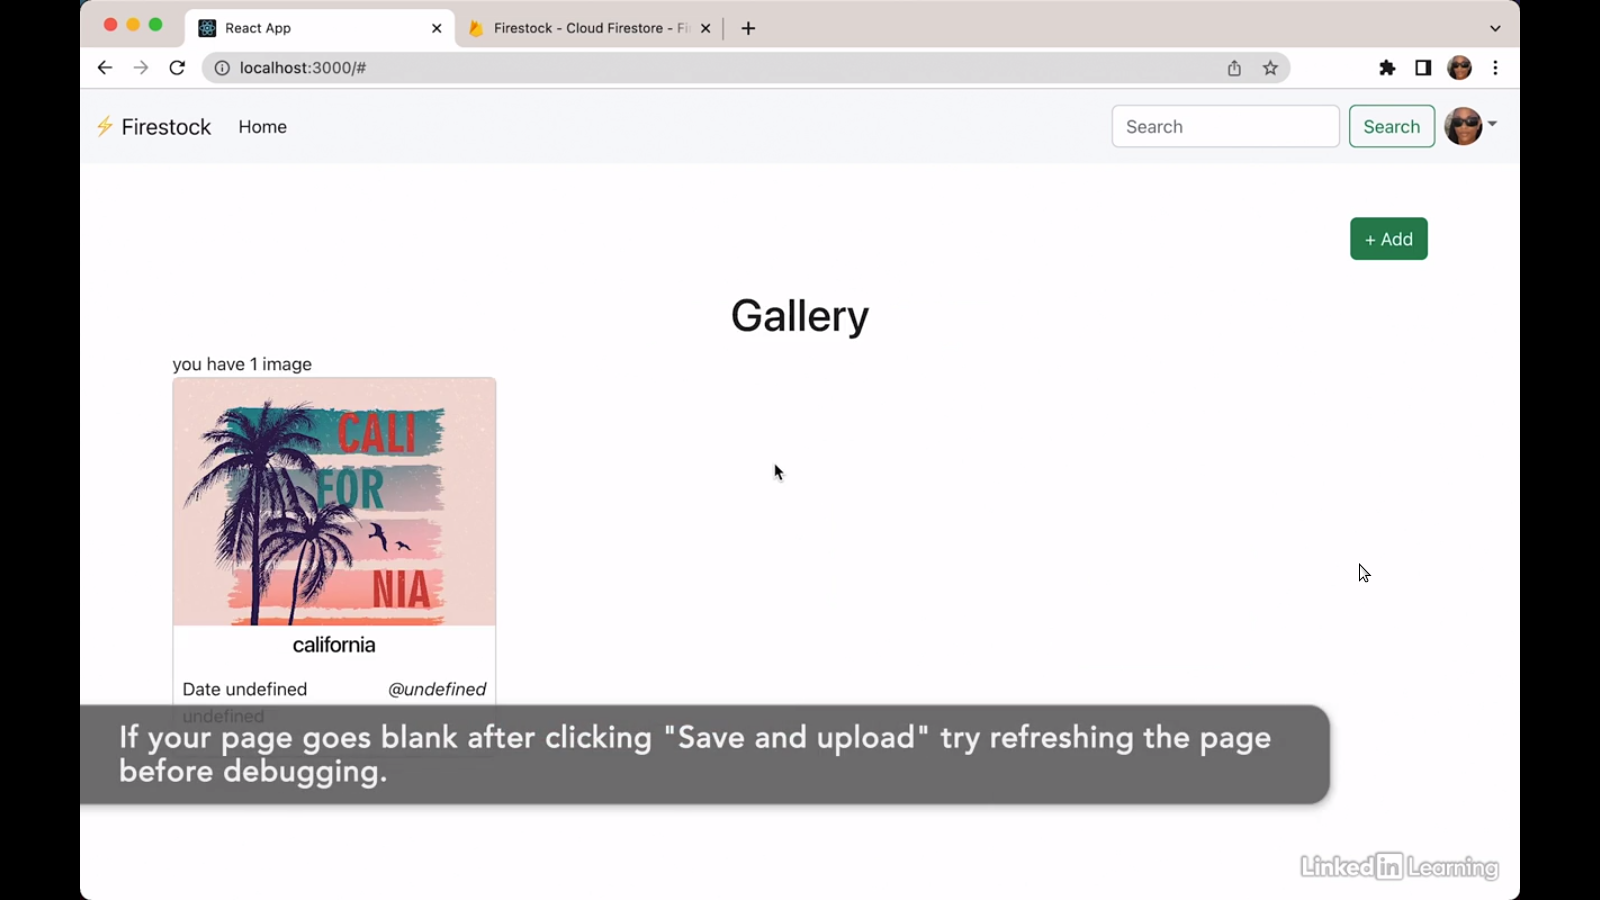 React App
Firestock - Cloud Firestore - Fi
localhost:3000/#
⚡ Firestock
Home
Search
Search
+ Add
Gallery
you have 1 image
CALI
FOR
NIA
california
Date undefined
@undefined
undefined
If your page goes blank after clicking "Save and upload" try refreshing the page
before debugging.
Linked in Learning